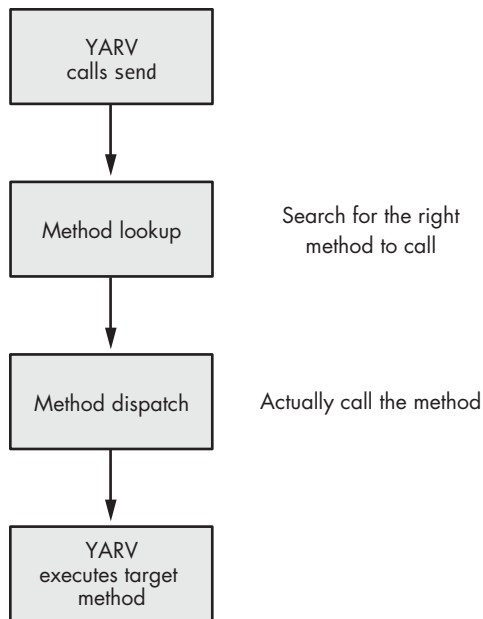 YARV
calls send
Method lookup
Search for the right
method to call
Method dispatch
Actually call the method
YARV
executes target
method